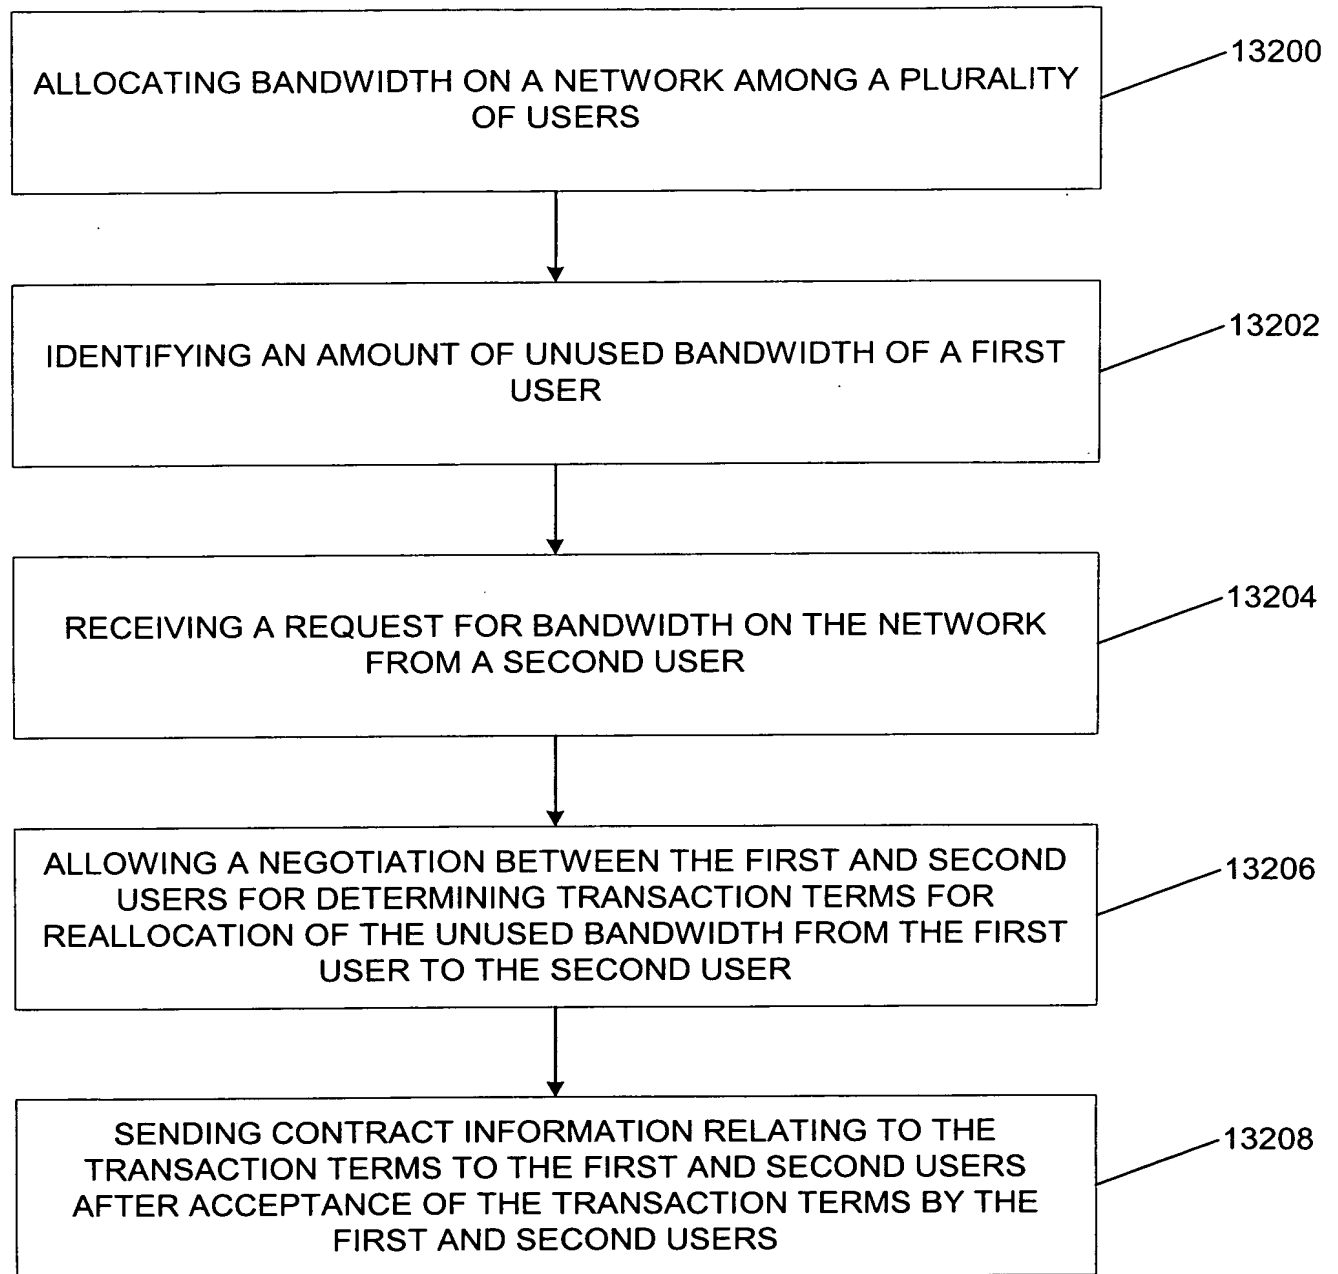 ALLOCATING BANDWIDTH ON A NETWORK AMONG A PLURALITY
OF USERS
13200
IDENTIFYING AN AMOUNT OF UNUSED BANDWIDTH OF A FIRST
USER
13202
RECEIVING A REQUEST FOR BANDWIDTH ON THE NETWORK
FROM A SECOND USER
13204
ALLOWING A NEGOTIATION BETWEEN THE FIRST AND SECOND
USERS FOR DETERMINING TRANSACTION TERMS FOR
REALLOCATION OF THE UNUSED BANDWIDTH FROM THE FIRST
USER TO THE SECOND USER
13206
SENDING CONTRACT INFORMATION RELATING TO THE
TRANSACTION TERMS TO THE FIRST AND SECOND USERS
AFTER ACCEPTANCE OF THE TRANSACTION TERMS BY THE
FIRST AND SECOND USERS
13208